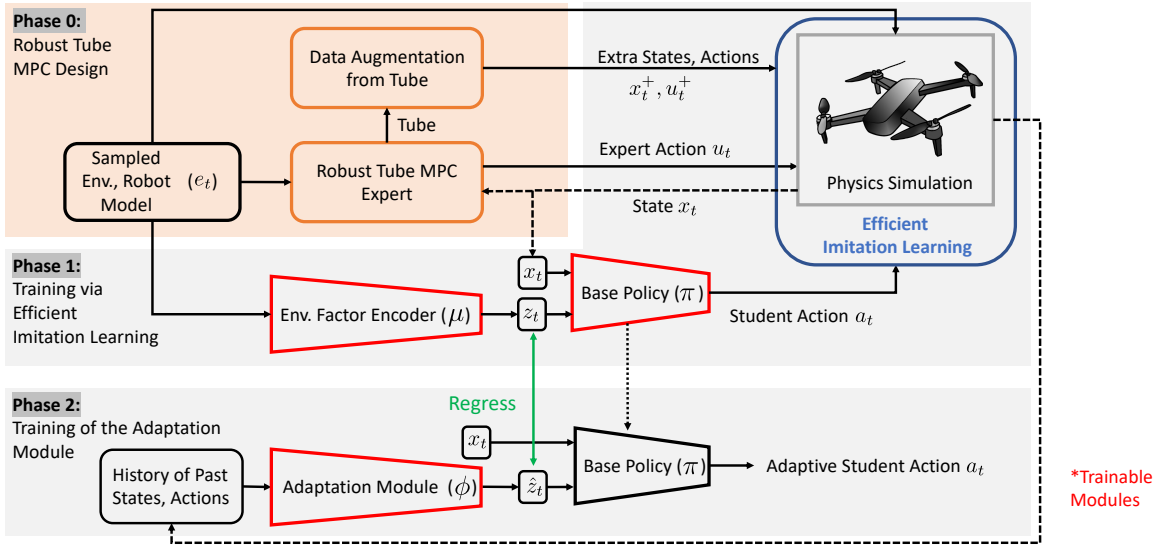 Phase 0:
Robust Tube
MPC Design
Data Augmentation
from Tube
Extra States, Actions
x_t^+, u_t^+
Tube
Sampled
Env., Robot (e_t)
Model
Robust Tube MPC
Expert
Expert Action u_t
State x_t
Physics Simulation
Efficient
Imitation Learning
Phase 1:
Training via
Efficient
Imitation Learning
Env. Factor Encoder (μ)
x_t
z_t
Base Policy (π)
Student Action a_t
Phase 2:
Training of the Adaptation
Module
Regress
History of Past
States, Actions
Adaptation Module (ϕ)
x_t
ẑ_t
Base Policy (π)
Adaptive Student Action a_t
*Trainable
Modules